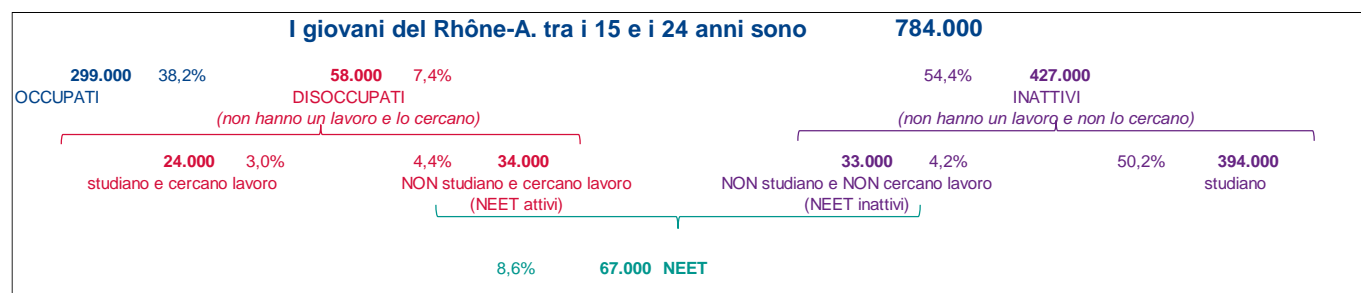 I giovani del Rhône-A. tra i 15 e i 24 anni sono 784.000
299.000 38,2% 58.000 7,4% 54,4% 427.000
OCCUPATI DISOCCUPATI INATTIVI
(non hanno un lavoro e lo cercano) (non hanno un lavoro e non lo cercano)
24.000 3,0% 4,4% 34.000 33.000 4,2% 50,2% 394.000
studiano e cercano lavoro NON studiano e cercano lavoro NON studiano e NON cercano lavoro studiano
(NEET attivi) (NEET inattivi)
8,6% 67.000 NEET